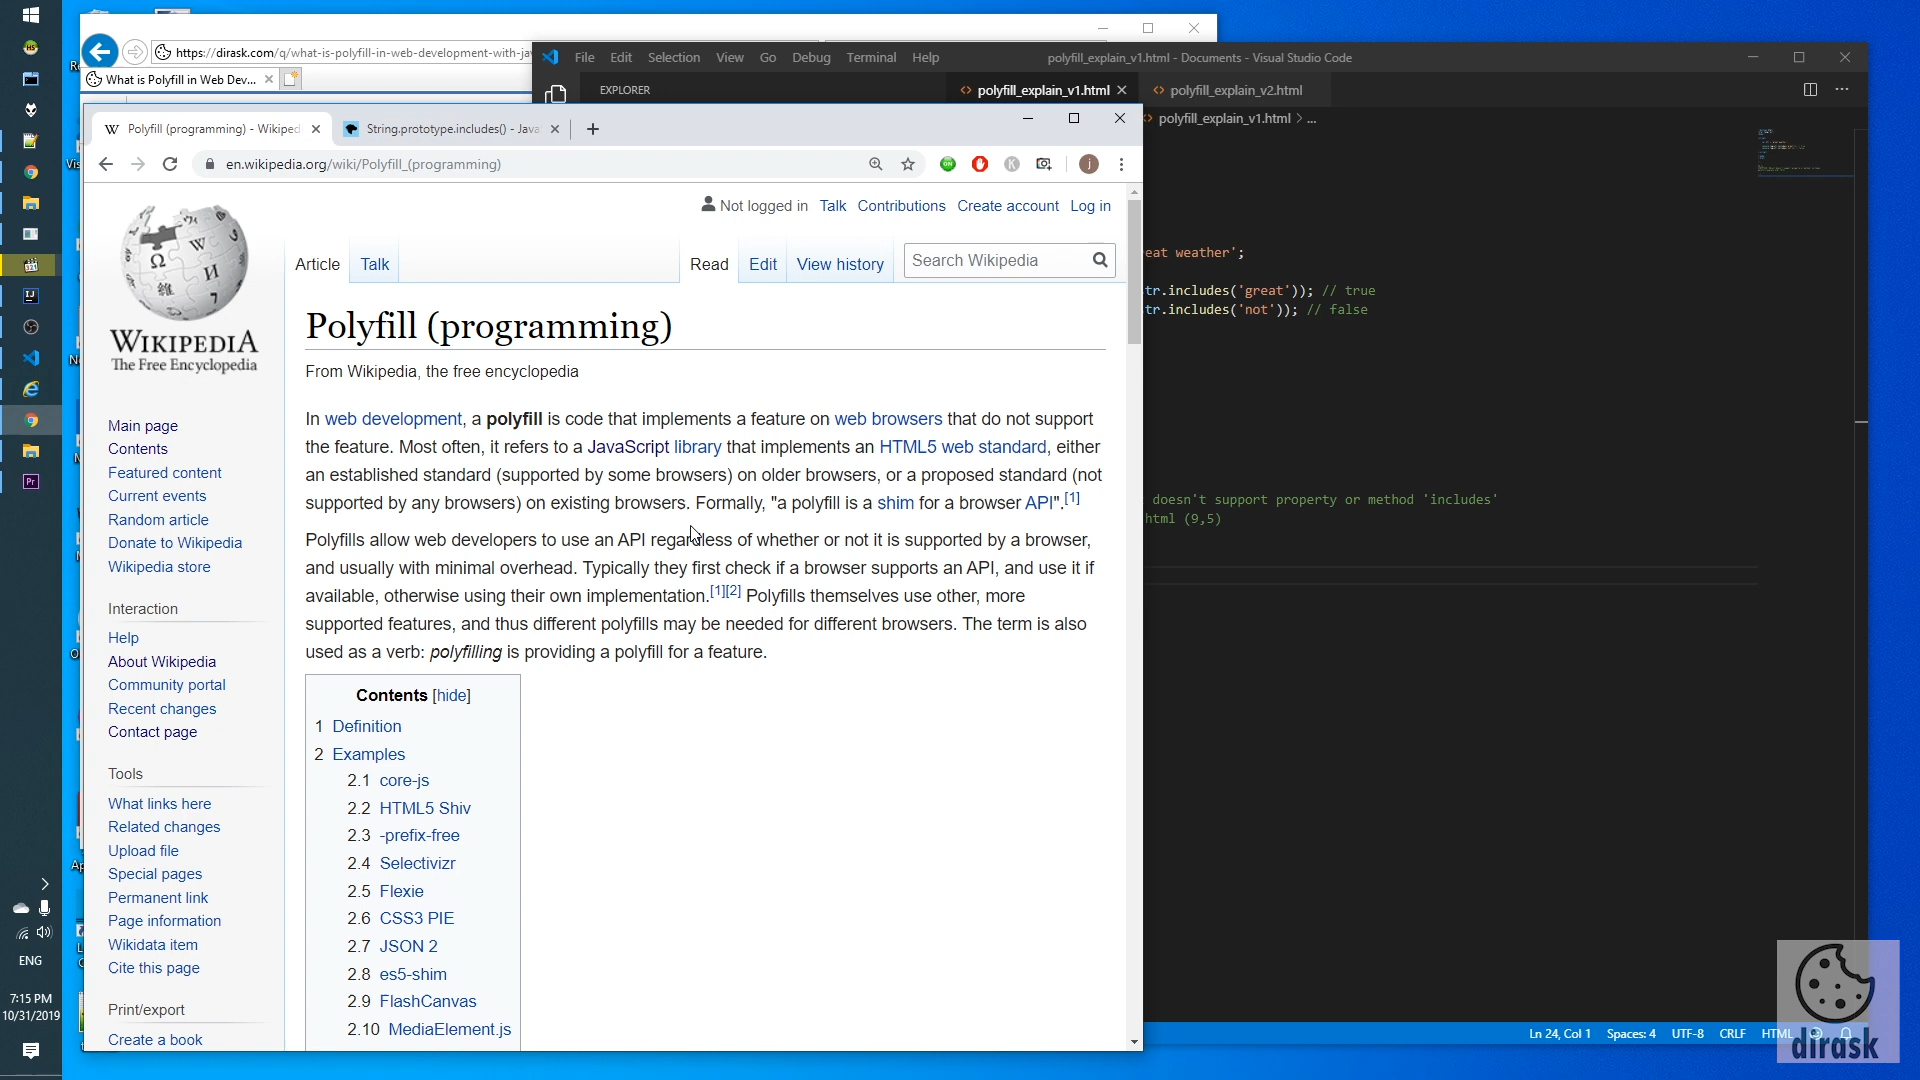 https://dirask.com/q/what-is-polyfill-in-web-development-with-ja
What is Polyfill in Web Dev...
File Edit Selection View Go Debug Terminal Help
polyfill_explain_v1.html - Documents - Visual Studio Code
EXPLORER
polyfill_explain_v1.html
polyfill_explain_v2.html
polyfill_explain_v1.html > ...
Polyfill (programming) - Wikiped
String.prototype.includes() - Java
en.wikipedia.org/wiki/Polyfill_(programming)
Not logged in Talk Contributions Create account Log in
Article Talk Read Edit View history Search Wikipedia
WIKIPEDIA
The Free Encyclopedia
Polyfill (programming)
From Wikipedia, the free encyclopedia
In web development, a polyfill is code that implements a feature on web browsers that do not support
the feature. Most often, it refers to a JavaScript library that implements an HTML5 web standard, either
an established standard (supported by some browsers) on older browsers, or a proposed standard (not
supported by any browsers) on existing browsers. Formally, "a polyfill is a shim for a browser API".[1]
Polyfills allow web developers to use an API regardless of whether or not it is supported by a browser,
and usually with minimal overhead. Typically they first check if a browser supports an API, and use it if
available, otherwise using their own implementation.[1][2] Polyfills themselves use other, more
supported features, and thus different polyfills may be needed for different browsers. The term is also
used as a verb: polyfilling is providing a polyfill for a feature.
Contents [hide]
1 Definition
2 Examples
2.1 core-js
2.2 HTML5 Shiv
2.3 -prefix-free
2.4 Selectivizr
2.5 Flexie
2.6 CSS3 PIE
2.7 JSON 2
2.8 es5-shim
2.9 FlashCanvas
2.10 MediaElement.js
Main page
Contents
Featured content
Current events
Random article
Donate to Wikipedia
Wikipedia store
Interaction
Help
About Wikipedia
Community portal
Recent changes
Contact page
Tools
What links here
Related changes
Upload file
Special pages
Permanent link
Page information
Wikidata item
Cite this page
Print/export
Create a book
eat weather';
tr.includes('great')); // true
tr.includes('not')); // false
doesn't support property or method 'includes'
html (9,5)
Ln 24, Col 1 Spaces: 4 UTF-8 CRLF HTML
dirask
ENG
7:15 PM
10/31/2019